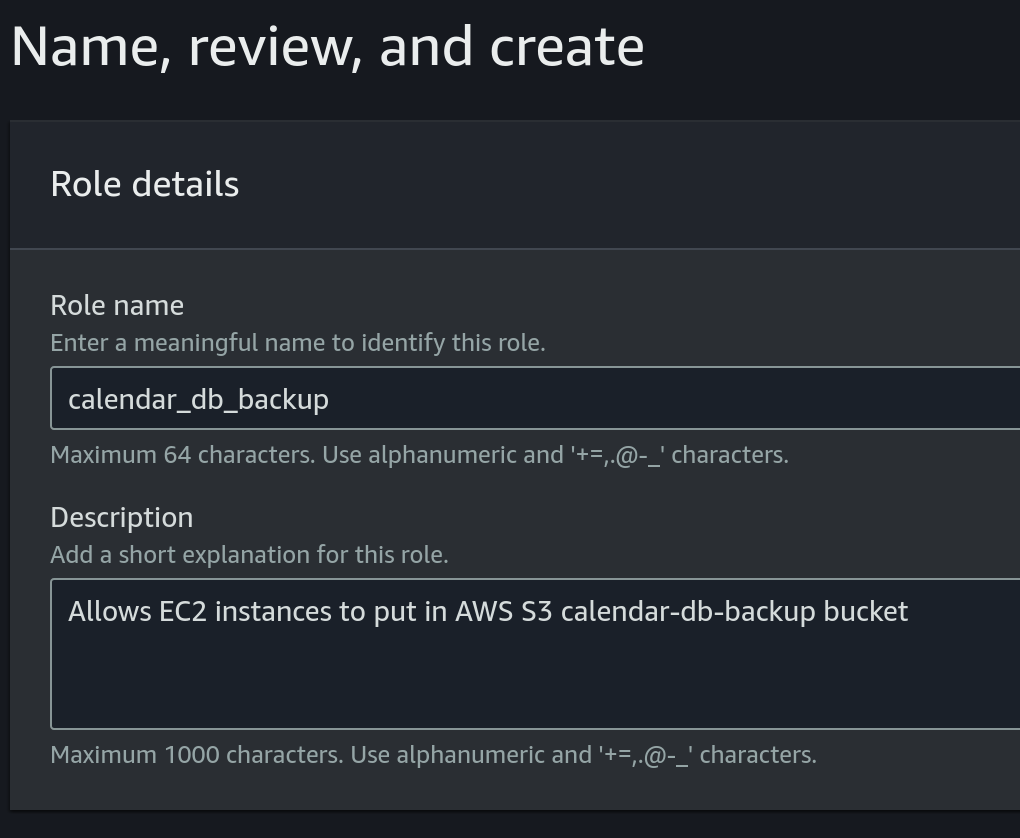 Name, review, and create
Role details
Role name
Enter a meaningful name to identify this role.
calendar_db_backup
Maximum 64 characters. Use alphanumeric and '+=,.@-_' characters.
Description
Add a short explanation for this role.
Allows EC2 instances to put in AWS S3 calendar-db-backup bucket
Maximum 1000 characters. Use alphanumeric and '+=,.@-_' characters.